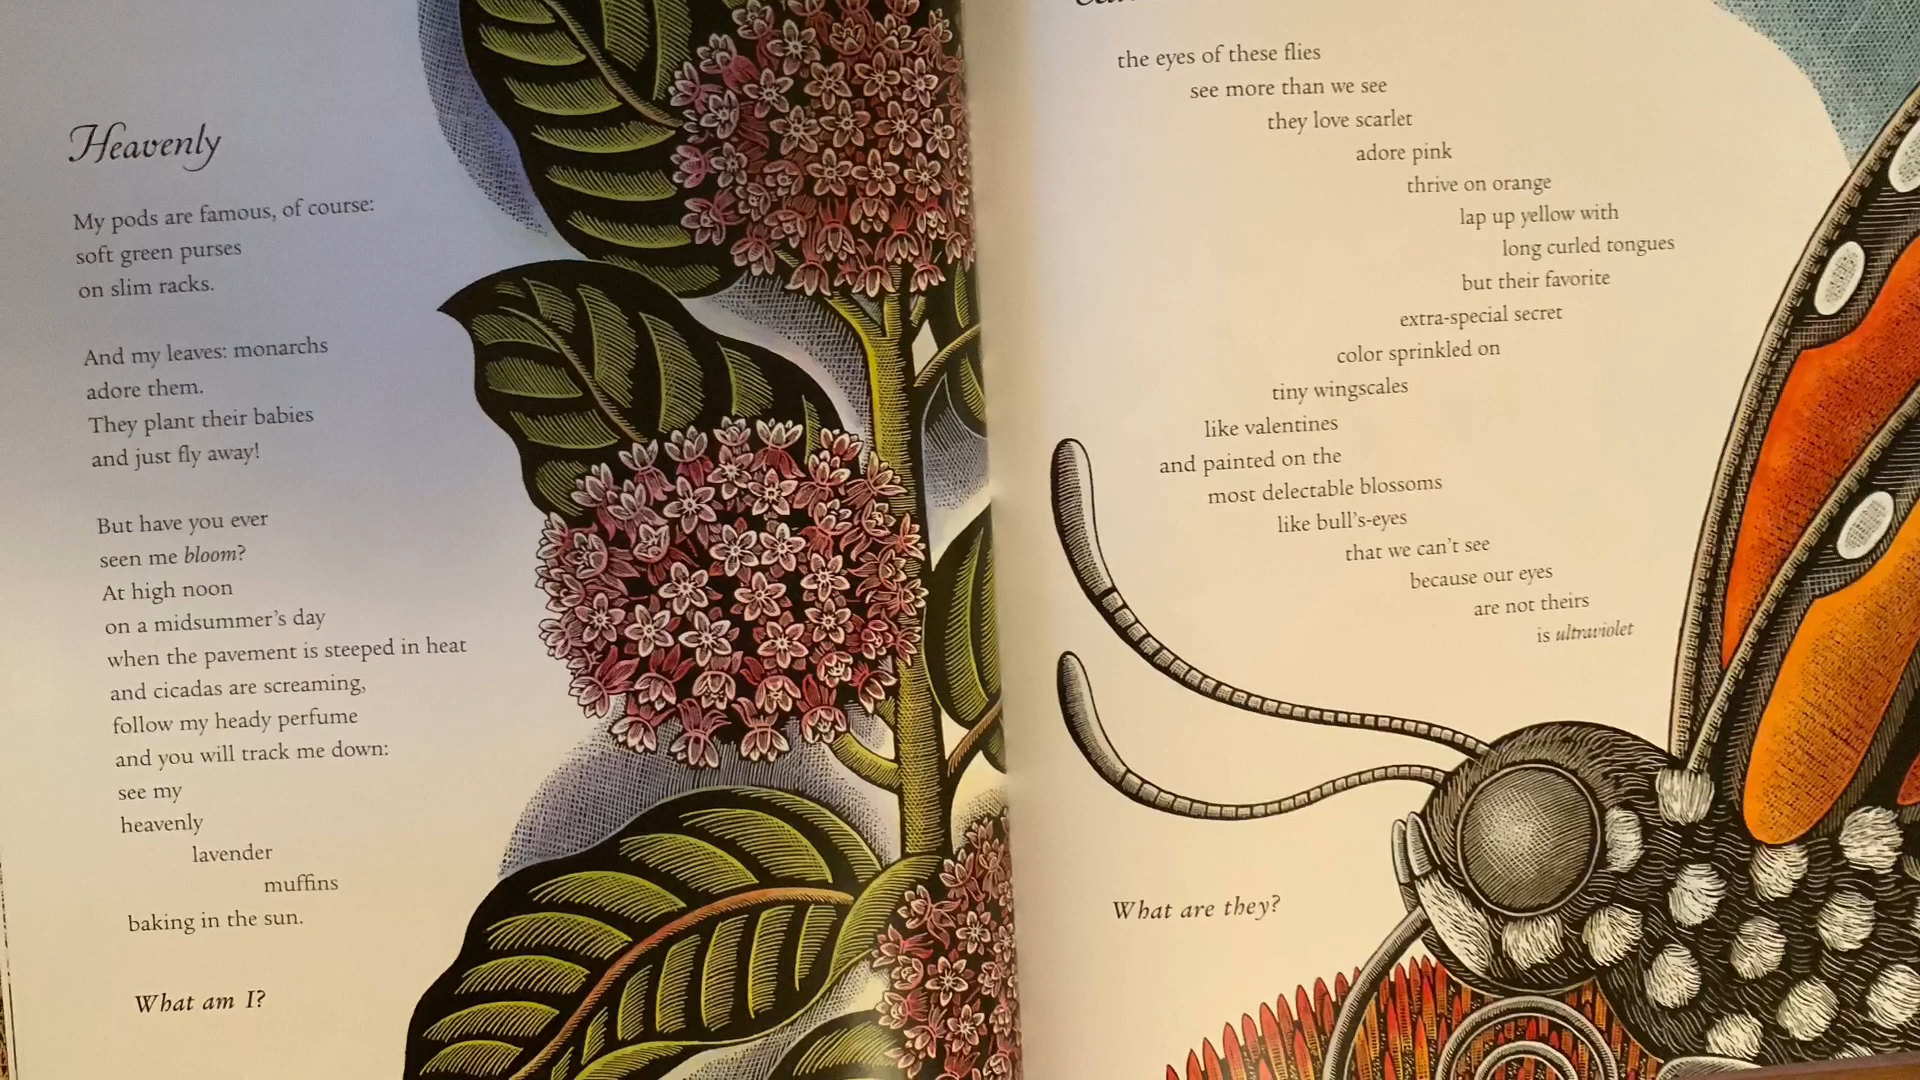 Heavenly
My pods are famous, of course:
soft green purses
on slim racks.
And my leaves: monarchs
adore them.
They plant their babies
and just fly away!
But have you ever
seen me bloom?
At high noon
on a midsummer's day
when the pavement is steeped in heat
and cicadas are screaming,
follow my heady perfume
and you will track me down:
see my
heavenly
lavender
muffins
baking in the sun.
What am I?
the eyes of these flies
see more than we see
they love scarlet
adore pink
thrive on orange
lap up yellow with
long curled tongues
but their favorite
extra-special secret
color sprinkled on
tiny wingscales
like valentines
and painted on the
most delectable blossoms
like bull's-eyes
that we can't see
because our eyes
are not theirs
is ultraviolet
What are they?